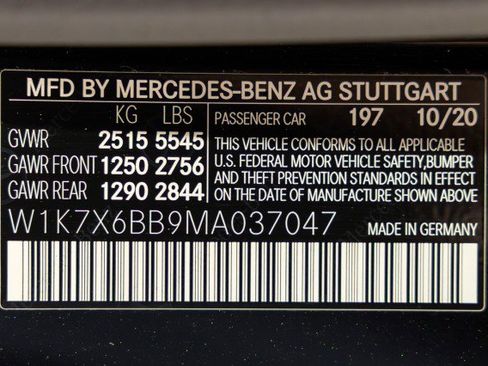 MFD BY MERCEDES-BENZ AG STUTTGART
KG LBS PASSENGER CAR 197 10/20
GVWR 2515 5545
GAWR FRONT 1250 2756
GAWR REAR 1290 2844
THIS VEHICLE CONFORMS TO ALL APPLICABLE
U.S. FEDERAL MOTOR VEHICLE SAFETY,BUMPER
AND THEFT PREVENTION STANDARDS IN EFFECT
ON THE DATE OF MANUFACTURE SHOWN ABOVE
W1K7X6BB9MA037047 MADE IN GERMANY